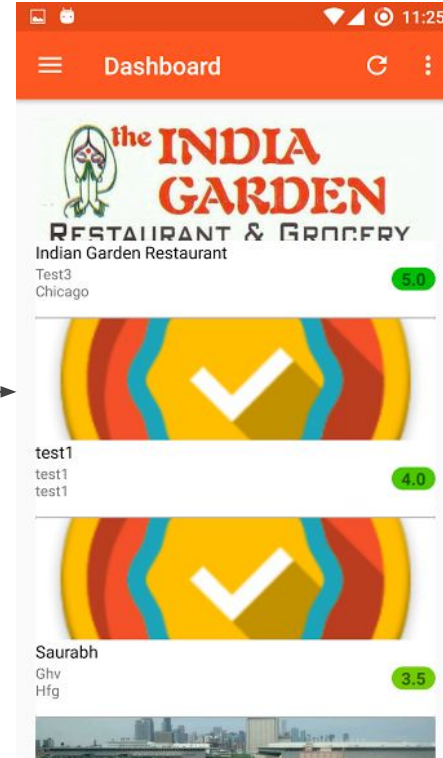 11:25
Dashboard
the INDIA
GARDEN
RESTAURANT & GROCERY
Indian Garden Restaurant
Test3
Chicago
5.0
test1
test1
test1
4.0
Saurabh
Ghv
Hfg
3.5